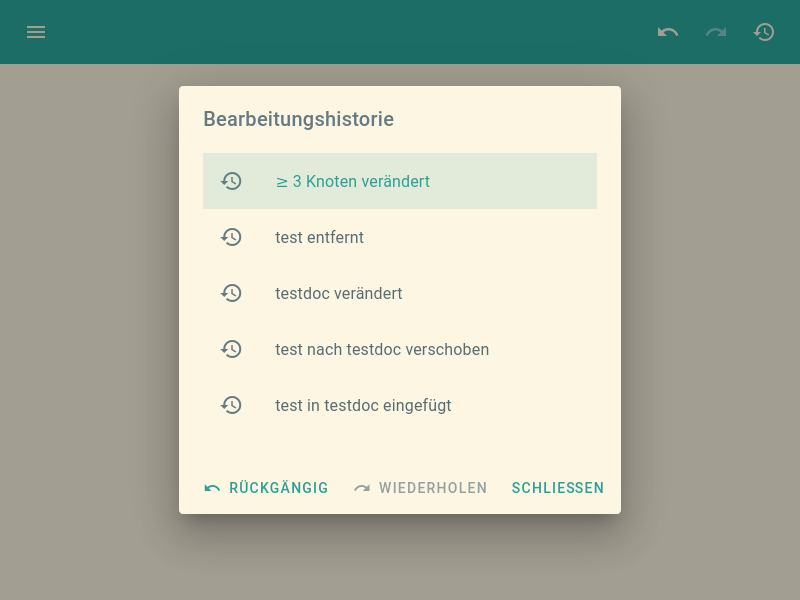 Bearbeitungshistorie
≥ 3 Knoten verändert
test entfernt
testdoc verändert
test nach testdoc verschoben
test in testdoc eingefügt
RÜCKGÄNGIG WIEDERHOLEN SCHLIESSEN